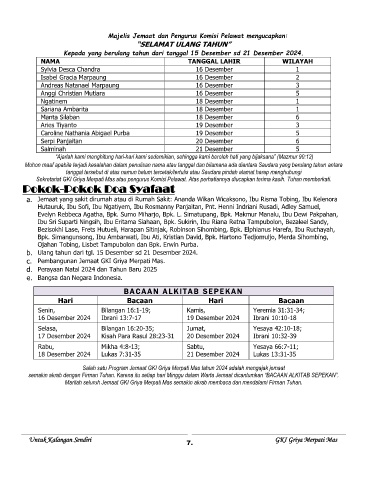 Majelis Jemaat dan Pengurus Komisi Pelawat mengucapkan:
"SELAMAT ULANG TAHUN"
Kepada yang berulang tahun dari tanggal 15 Desember sd 21 Desember 2024.
NAMA TANGGAL LAHIR WILAYAH
Sylvia Desca Chandra 16 Desember 1
Isabel Gracia Marpaung 16 Desember 2
Andreas Natanael Marpaung 16 Desember 3
Anggi Christian Mutiara 16 Desember 5
Ngatinem 18 Desember 1
Sariana Ambarita 18 Desember 1
Manta Silaban 18 Desember 6
Aries Triyanto 19 Desember 3
Caroline Nathania Abigael Purba 19 Desember 5
Serpi Panjaitan 20 Desember 6
Salminah 21 Desember 5
"Ajarlah kami menghitung hari-hari kami sedemikian, sehingga kami beroleh hati yang bijaksana" (Mazmur 90:12)
Mohon maaf apabila terjadi kesalahan dalam penulisan nama atau tanggal dan bilamana ada diantara Saudara yang berulang tahun antara
tanggal tersebut di atas namun belum tercetak/tertulis atau Saudara pindah alamat harap menghubungi
Sekretariat GKI Griya Merpati Mas atau pengurus Komisi Pelawat. Atas perhatiannya diucapkan terima kasih. Tuhan memberkati.
Pokok-Pokok Doa Syafaat
a. Jemaat yang sakit dirumah atau di Rumah Sakit: Ananda Wikan Wicaksono, Ibu Risma Tobing, Ibu Kelenora
Hutauruk, Ibu Sofi, Ibu Ngatiyem, Ibu Rosmanny Panjaitan, Pnt. Henni Indriani Rusadi, Adley Samuel,
Evelyn Rebbeca Agatha, Bpk. Sumo Miharjo, Bpk. L. Simatupang, Bpk. Makmur Manalu, Ibu Dewi Pakpahan,
Ibu Sri Suparti Ningsih, Ibu Eritama Siahaan, Bpk. Sukirin, Ibu Riana Retna Tampubolon, Bezaleel Sandy,
Bezisokhi Lase, Frets Hutueli, Harapan Sitinjak, Robinson Sihombing, Bpk. Elphianus Harefa, Ibu Ruchayah,
Bpk. Simangunsong, Ibu Ambarwati, Ibu Ati, Kristian David, Bpk. Hartono Tedjomuljo, Merda Sihombing,
Ojahan Tobing, Lisbet Tampubolon dan Bpk. Erwin Purba.
b. Ulang tahun dari tgl. 15 Desember sd 21 Desember 2024.
c. Pembangunan Jemaat GKI Griya Merpati Mas.
d. Perayaan Natal 2024 dan Tahun Baru 2025
e. Bangsa dan Negara Indonesia.
BACAAN ALKITAB SEPEKAN
Hari Bacaan Hari Bacaan
Senin, Bilangan 16:1-19; Kamis, Yeremia 31:31-34;
16 Desember 2024 Ibrani 13:7-17 19 Desember 2024 Ibrani 10:10-18
Selasa, Bilangan 16:20-35; Jumat, Yesaya 42:10-18;
17 Desember 2024 Kisah Para Rasul 28:23-31 20 Desember 2024 Ibrani 10:32-39
Rabu, Mikha 4:8-13; Sabtu, Yesaya 66:7-11;
18 Desember 2024 Lukas 7:31-35 21 Desember 2024 Lukas 13:31-35
Salah satu Program Jemaat GKI Griya Merpati Mas tahun 2024 adalah mengajak jemaat
semakin akrab dengan Firman Tuhan. Karena itu setiap hari Minggu dalam Warta Jemaat dicantumkan "BACAAN ALKITAB SEPEKAN".
Marilah seluruh Jemaat GKI Griya Merpati Mas semakin akrab membaca dan mendalami Firman Tuhan.
Untuk Kalangan Sendiri 7. GKI Griya Merpati Mas